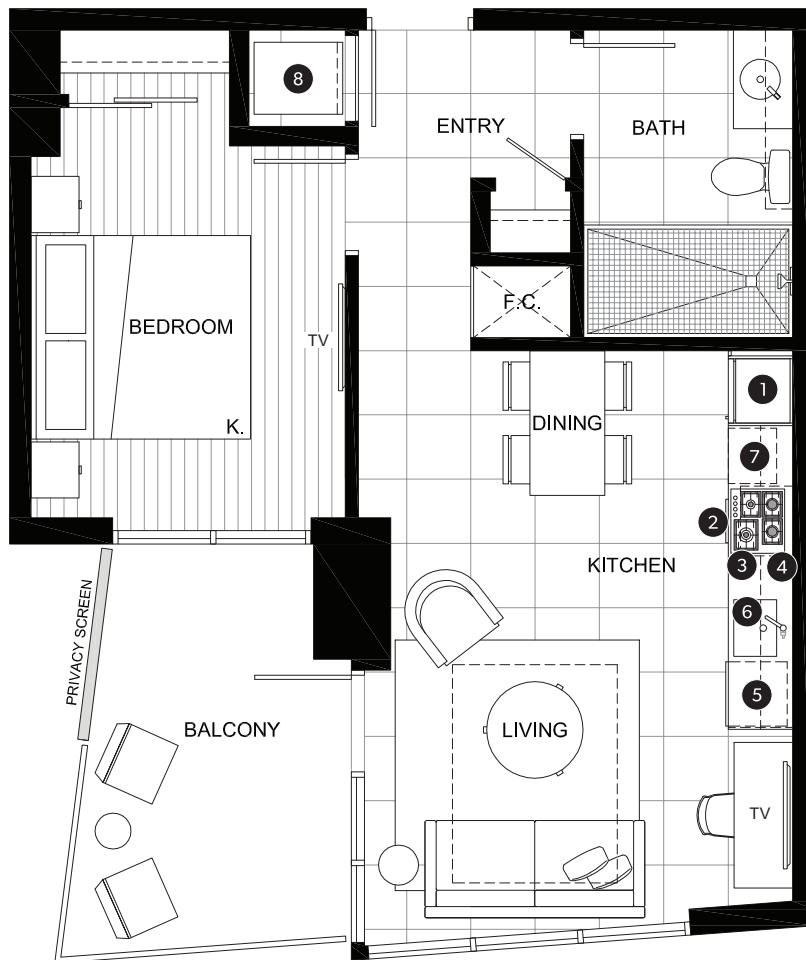 8
ENTRY
BATH
F.C.
BEDROOM
TV
K.
DINING
1
7
2
3
4
KITCHEN
6
5
PRIVACY SCREEN
BALCONY
LIVING
TV